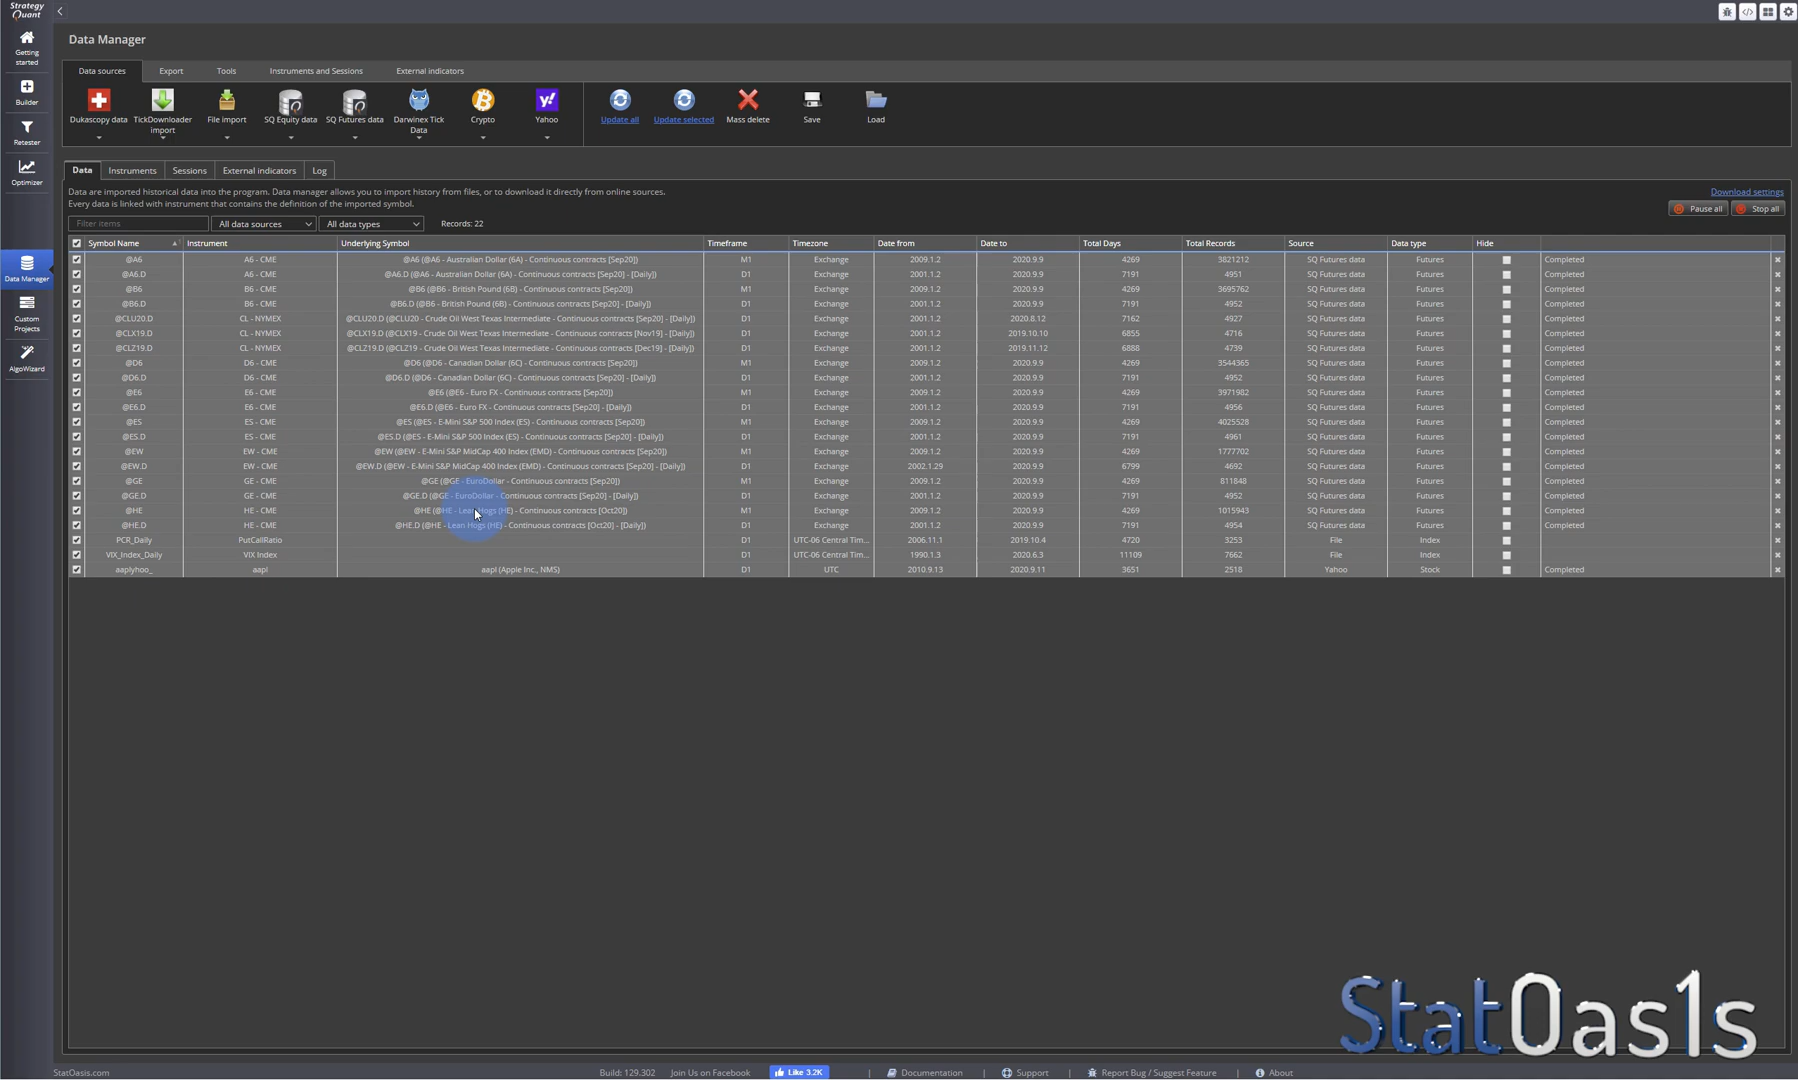 Strategy
Quant
Getting
started
Builder
Retester
Optimizer
Data Manager
Custom
Projects
AlgoWizard
Data Manager
Data sources Export Tools Instruments and Sessions External indicators
Dukascopy data TickDownloader import File import SQ Equity data SQ Futures data Darwinex Tick Data Crypto Yahoo Update all Update selected Mass delete Save Load
Data Instruments Sessions External indicators Log
Data are imported historical data into the program. Data manager allows you to import history from files, or to download it directly from online sources.
Every data is linked with instrument that contains the definition of the imported symbol.
Download settings
Pause all Stop all
Filter items All data sources All data types Records: 22
Symbol Name Instrument Underlying Symbol Timeframe Timezone Date from Date to Total Days Total Records Source Data type Hide
@A6 A6 - CME @A6 (@A6 - Australian Dollar (6A) - Continuous contracts [Sep20]) M1 Exchange 2009.1.2 2020.9.9 4269 3821212 SQ Futures data Futures Completed
@A6.D A6 - CME @A6.D (@A6 - Australian Dollar (6A) - Continuous contracts [Sep20] - [Daily]) D1 Exchange 2001.1.2 2020.9.9 7191 4951 SQ Futures data Futures Completed
@B6 B6 - CME @B6 (@B6 - British Pound (6B) - Continuous contracts [Sep20]) M1 Exchange 2009.1.2 2020.9.9 4269 3695762 SQ Futures data Futures Completed
@B6.D B6 - CME @B6.D (@B6 - British Pound (6B) - Continuous contracts [Sep20] - [Daily]) D1 Exchange 2001.1.2 2020.9.9 7191 4952 SQ Futures data Futures Completed
@CLU20.D CL - NYMEX @CLU20.D (@CLU20 - Crude Oil West Texas Intermediate - Continuous contracts [Sep20] - [Daily]) D1 Exchange 2001.1.2 2020.8.12 7162 4927 SQ Futures data Futures Completed
@CLX19.D CL - NYMEX @CLX19.D (@CLX19 - Crude Oil West Texas Intermediate - Continuous contracts [Nov19] - [Daily]) D1 Exchange 2001.1.2 2019.10.10 6855 4716 SQ Futures data Futures Completed
@CLZ19.D CL - NYMEX @CLZ19.D (@CLZ19 - Crude Oil West Texas Intermediate - Continuous contracts [Dec19] - [Daily]) D1 Exchange 2001.1.2 2019.11.12 6888 4739 SQ Futures data Futures Completed
@D6 D6 - CME @D6 (@D6 - Canadian Dollar (6C) - Continuous contracts [Sep20]) M1 Exchange 2009.1.2 2020.9.9 4269 3544365 SQ Futures data Futures Completed
@D6.D D6 - CME @D6.D (@D6 - Canadian Dollar (6C) - Continuous contracts [Sep20] - [Daily]) D1 Exchange 2001.1.2 2020.9.9 7191 4952 SQ Futures data Futures Completed
@E6 E6 - CME @E6 (@E6 - Euro FX - Continuous contracts [Sep20]) M1 Exchange 2009.1.2 2020.9.9 4269 3971982 SQ Futures data Futures Completed
@E6.D E6 - CME @E6.D (@E6 - Euro FX - Continuous contracts [Sep20] - [Daily]) D1 Exchange 2001.1.2 2020.9.9 7191 4956 SQ Futures data Futures Completed
@ES ES - CME @ES (@ES - E-Mini S&P 500 Index (ES) - Continuous contracts [Sep20]) M1 Exchange 2009.1.2 2020.9.9 4269 4025528 SQ Futures data Futures Completed
@ES.D ES - CME @ES.D (@ES - E-Mini S&P 500 Index (ES) - Continuous contracts [Sep20] - [Daily]) D1 Exchange 2001.1.2 2020.9.9 7191 4961 SQ Futures data Futures Completed
@EW EW - CME @EW (@EW - E-Mini S&P MidCap 400 Index (EMD) - Continuous contracts [Sep20]) M1 Exchange 2009.1.2 2020.9.9 4269 1777702 SQ Futures data Futures Completed
@EW.D EW - CME @EW.D (@EW - E-Mini S&P MidCap 400 Index (EMD) - Continuous contracts [Sep20] - [Daily]) D1 Exchange 2002.1.29 2020.9.9 6799 4692 SQ Futures data Futures Completed
@GE GE - CME @GE (@GE - EuroDollar - Continuous contracts [Sep20]) M1 Exchange 2009.1.2 2020.9.9 4269 811848 SQ Futures data Futures Completed
@GE.D GE - CME @GE.D (@GE - EuroDollar - Continuous contracts [Sep20] - [Daily]) D1 Exchange 2001.1.2 2020.9.9 7191 4952 SQ Futures data Futures Completed
@HE HE - CME @HE (@HE - Lean Hogs (HE) - Continuous contracts [Oct20]) M1 Exchange 2009.1.2 2020.9.9 4269 1015943 SQ Futures data Futures Completed
@HE.D HE - CME @HE.D (@HE - Lean Hogs (HE) - Continuous contracts [Oct20] - [Daily]) D1 Exchange 2001.1.2 2020.9.9 7191 4954 SQ Futures data Futures Completed
PCR_Daily PutCallRatio D1 UTC-06 Central Tim... 2006.11.1 2019.10.4 4720 3253 File Index
VIX_Index_Daily VIX Index D1 UTC-06 Central Tim... 1990.1.3 2020.6.3 11109 7662 File Index
aaplyhoo_ aapl aapl (Apple Inc., NMS) D1 UTC 2010.9.13 2020.9.11 3651 2518 Yahoo Stock Completed
StatOas1s
StatOasis.com Build: 129.302 Join Us on Facebook Like 3.2K | Documentation | Support | Report Bug / Suggest Feature | About